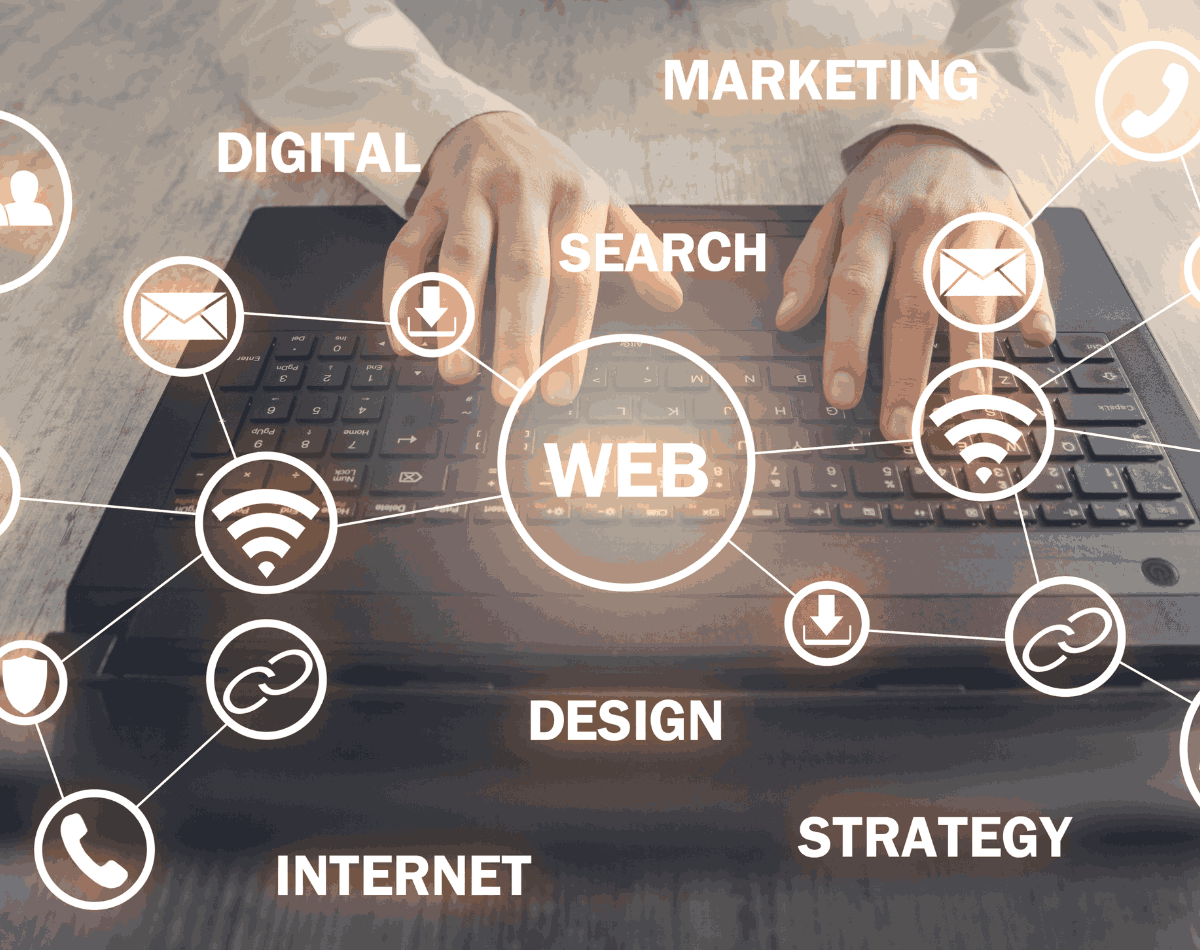 MARKETING
DIGITAL
SEARCH
WEB
DESIGN
STRATEGY
INTERNET